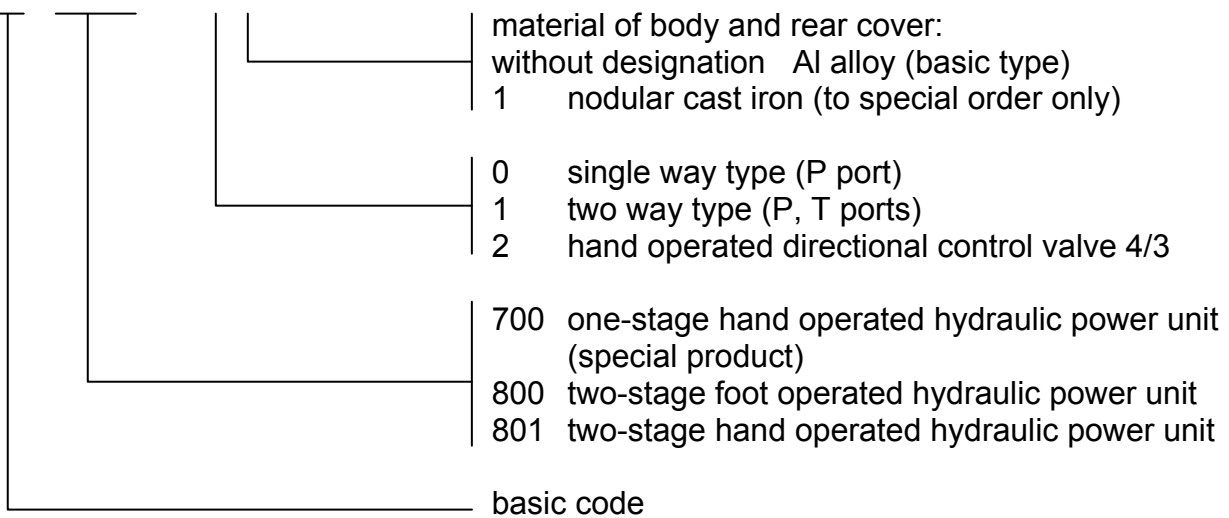 material of body and rear cover:
without designation Al alloy (basic type)
1 nodular cast iron (to special order only)
0 single way type (P port)
1 two way type (P, T ports)
2 hand operated directional control valve 4/3
700 one-stage hand operated hydraulic power unit
(special product)
800 two-stage foot operated hydraulic power unit
801 two-stage hand operated hydraulic power unit
basic code